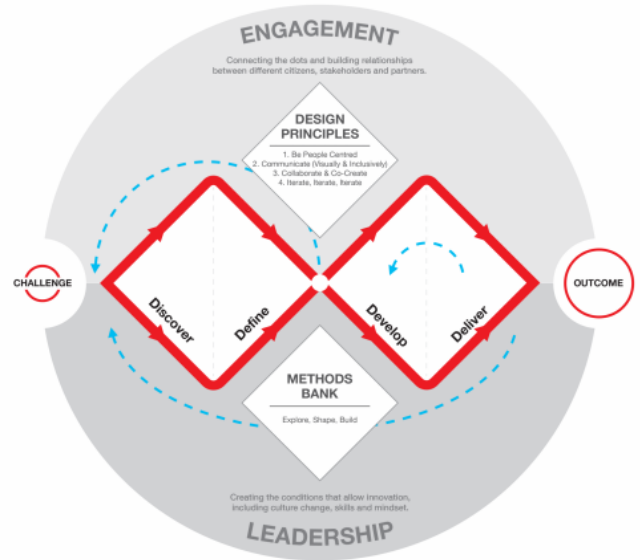 ENGAGEMENT
Connecting the dots and building relationships
between different citizens, stakeholders and partners.
DESIGN
PRINCIPLES
1. Be People Centred
2. Communicate (Visually & Inclusively)
3. Collaborate & Co-Create
4. Iterate, Iterate, Iterate
CHALLENGE
OUTCOME
Discover
Define
Develop
Deliver
METHODS
BANK
Explore, Shape, Build
Creating the conditions that allow innovation,
including culture change, skills and mindset.
LEADERSHIP